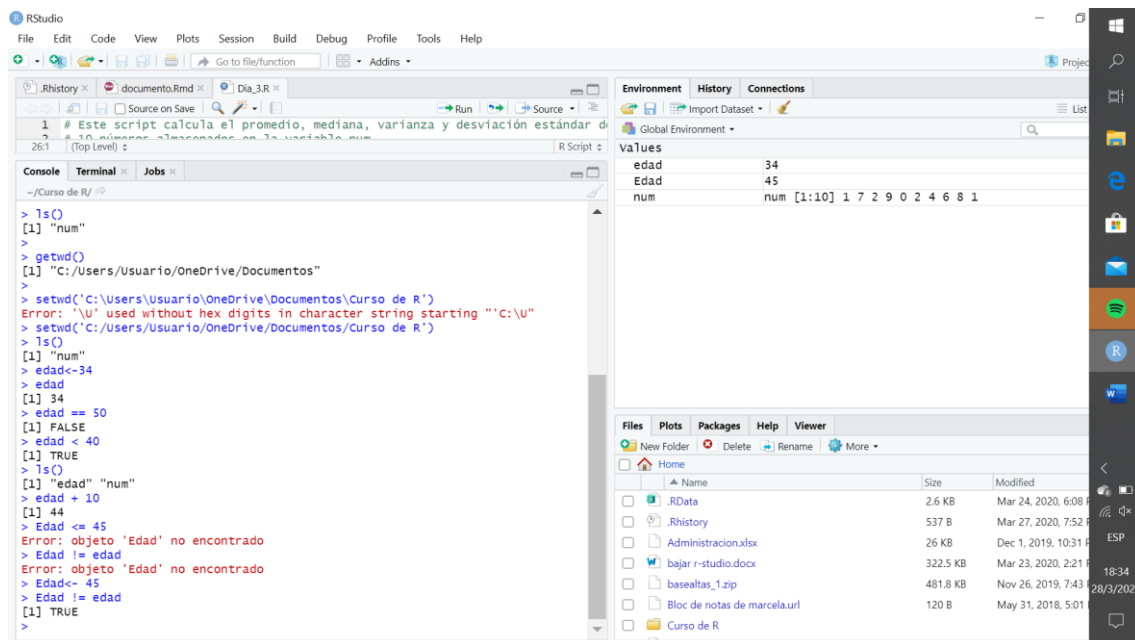 RStudio
File Edit Code View Plots Session Build Debug Profile Tools Help
Go to file/function Addins
.Rhistory documento.Rmd Dia_3.R
Source on Save Run Source
1 # Este script calcula el promedio, mediana, varianza y desviación estándar d
26:1 (Top Level) R Script
Console Terminal Jobs
~/Curso de R/
> ls()
[1] "num"
>
> getwd()
[1] "C:/Users/Usuario/OneDrive/Documentos"
>
> setwd('C:\Users\Usuario\OneDrive\Documentos\Curso de R')
Error: '\U' used without hex digits in character string starting "'C:\U"
> setwd('C:/Users/Usuario/OneDrive/Documentos/Curso de R')
> ls()
[1] "num"
> edad<-34
> edad
[1] 34
> edad == 50
[1] FALSE
> edad < 40
[1] TRUE
> ls()
[1] "edad" "num"
> edad + 10
[1] 44
> Edad <= 45
Error: objeto 'Edad' no encontrado
> Edad != edad
Error: objeto 'Edad' no encontrado
> Edad<- 45
> Edad != edad
[1] TRUE
>
Projec
Environment History Connections
Import Dataset List
Global Environment
Values
edad 34
Edad 45
num num [1:10] 1 7 2 9 0 2 4 6 8 1
Files Plots Packages Help Viewer
New Folder Delete Rename More
Home
Name Size Modified
.RData 2.6 KB Mar 24, 2020, 6:08 P
.Rhistory 537 B Mar 27, 2020, 7:52 P
Administracion.xlsx 26 KB Dec 1, 2019, 10:31 P
bajar r-studio.docx 322.5 KB Mar 23, 2020, 2:21 P
basealtas_1.zip 481.8 KB Nov 26, 2019, 7:43
Bloc de notas de marcela.url 120 B May 31, 2018, 5:01
Curso de R
ESP
18:34
28/3/202